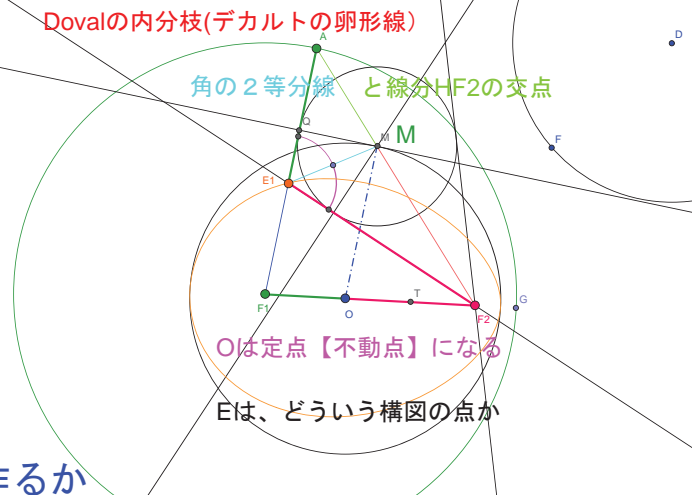 Dovalの内分枝(デカルトの卵形線）
A
D
角の２等分線
と線分HF2の交点
Q
M
M
F
E1
F1
O
T
F2
G
Oは定点【不動点】になる
Eは、どういう構図の点か
るか